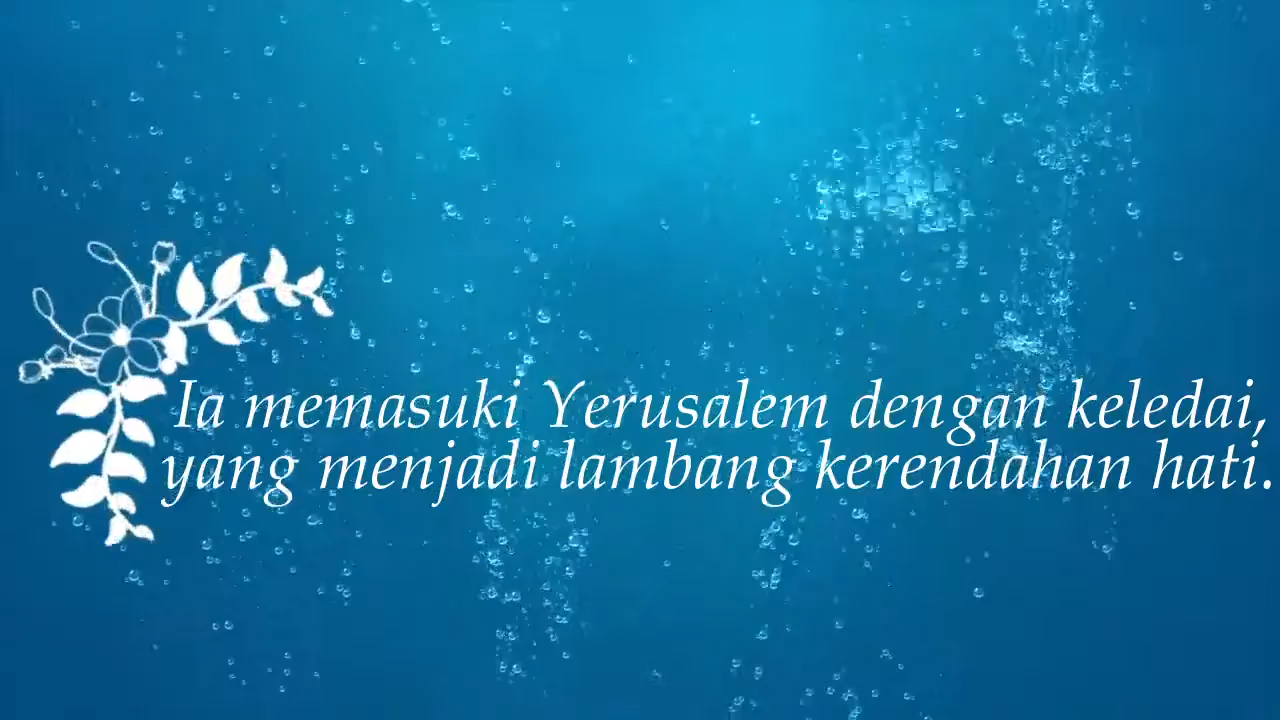 Ia memasuki Yerusalem dengan keledai,
yang menjadi lambang kerendahan hati.